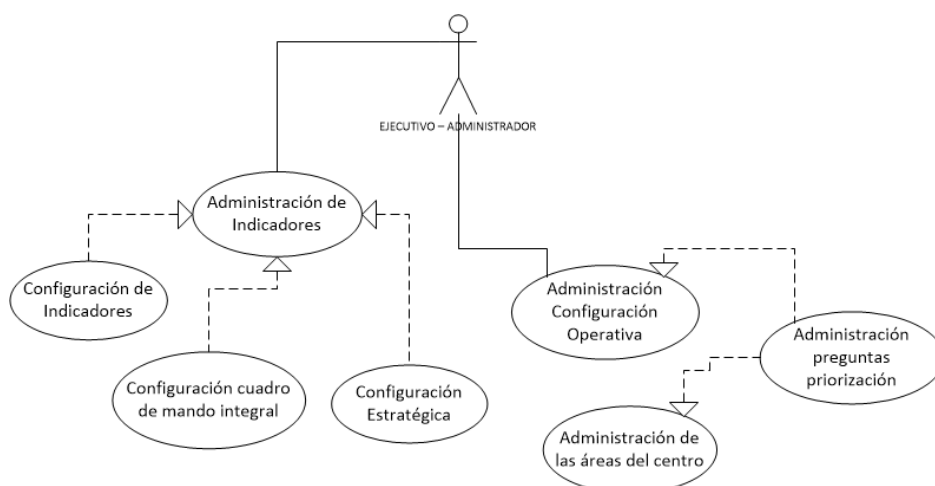 EJECUTIVO – ADMINISTRADOR
Administración de
Indicadores
Configuración de
Indicadores
Configuración cuadro
de mando integral
Configuración
Estratégica
Administración
Configuración
Operativa
Administración
preguntas
priorización
Administración de
las áreas del centro